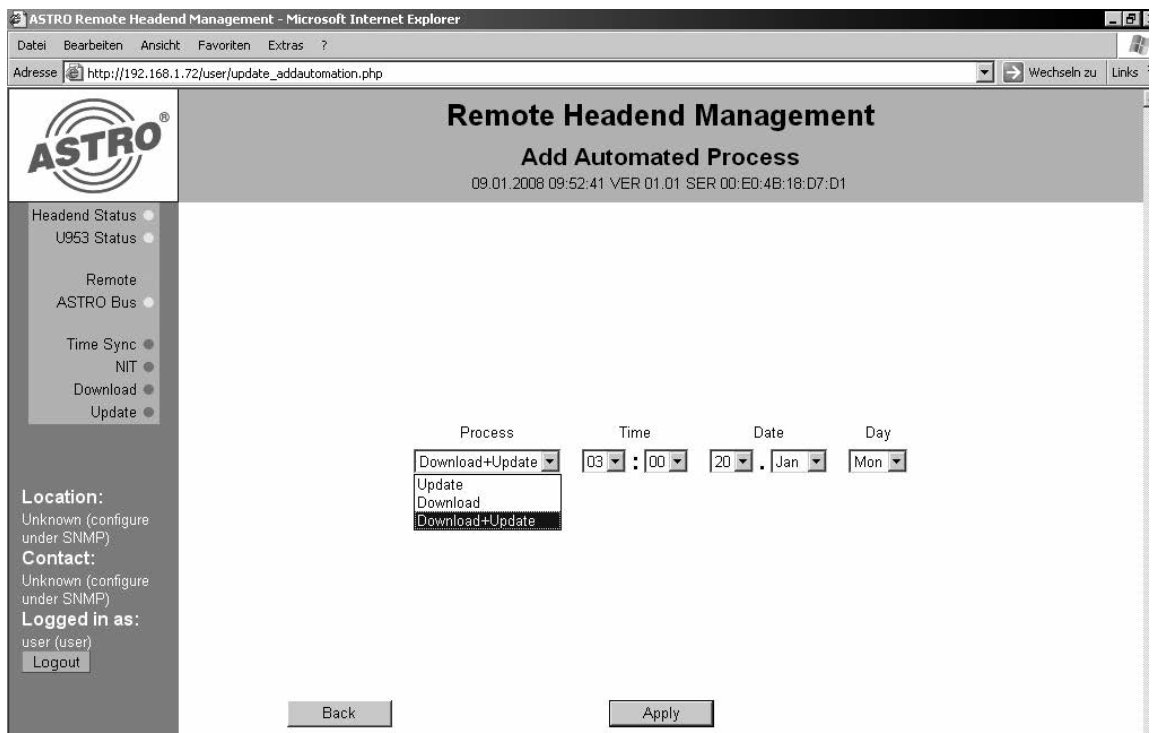 ASTRO Remote Headend Management - Microsoft Internet Explorer
Datei Bearbeiten Ansicht Favoriten Extras ?
Adresse http://192.168.1.72/user/update_addautomation.php Wechseln zu Links
ASTRO®
Remote Headend Management
Add Automated Process
09.01.2008 09:52:41 VER 01.01 SER 00:E0:4B:18:D7:D1
Headend Status
U953 Status
Remote
ASTRO Bus
Time Sync
NIT
Download
Update
Process Time Date Day
Download+Update 03 : 00 20 . Jan Mon
Update
Download
Download+Update
Location:
Unknown (configure
under SNMP)
Contact:
Unknown (configure
under SNMP)
Logged in as:
user (user)
Logout
Back Apply